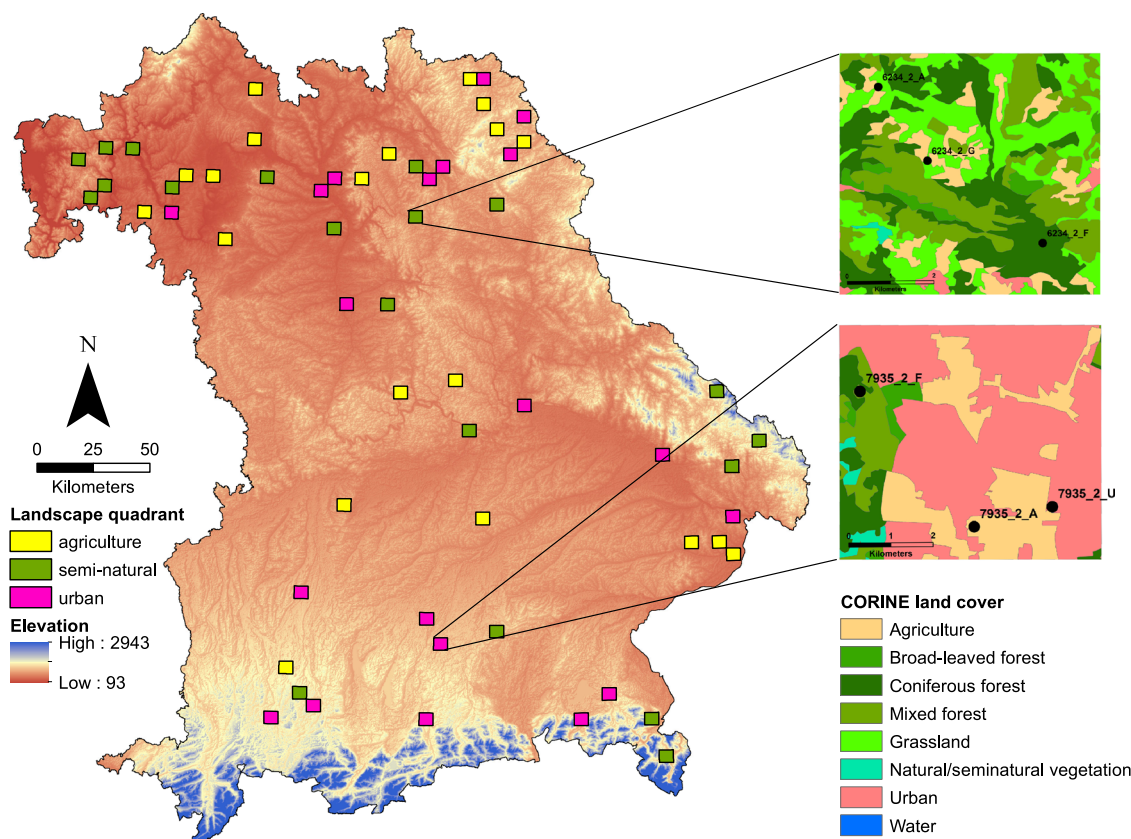 6234_2_A
6234_2_G
6234_2_F
0 1 2
Kilometers
7935_2_F
7935_2_U
7935_2_A
0 1 2
Kilometers
N
0 25 50
Kilometers
Landscape quadrant
agriculture
semi-natural
urban
Elevation
High : 2943
Low : 93
CORINE land cover
Agriculture
Broad-leaved forest
Coniferous forest
Mixed forest
Grassland
Natural/seminatural vegetation
Urban
Water